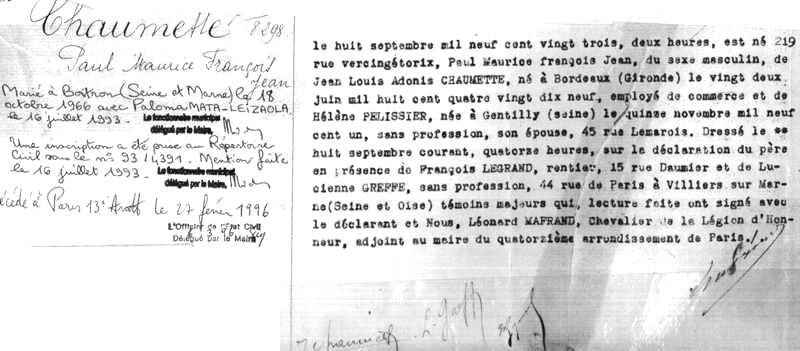 Chaumette 8298
Paul Maurice François
Jean
Marié à Bostron (Seine et Marne) le 18
octobre 1966 avec Paloma MATA-LEIZAOLA.
le 16 juillet 1993.
Le fonctionnaire municipal
délégué par le Maire,
Une inscription a été prise au Répertoire
Civil sous le n° 93/4391. Mention faite
le 16 juillet 1993.
Le fonctionnaire municipal
délégué par le Maire,
écédé à Paris 13e Arrdt le 27 février 1996
L'Officier de l'Etat Civil
Délégué par le Maire
le huit septembre mil neuf cent vingt trois, deux heures, est né 219
rue vercingétorix, Paul Maurice françois Jean, du sexe masculin, de
Jean Louis Adonis CHAUMETTE, né à Bordeaux (Gironde) le vingt deux
juin mil huit cent quatre vingt dix neuf, employé de commerce et de
Hélène PELISSIER, née à Gentilly (seine) le quinze novembre mil neuf
cent un, sans profession, son épouse, 45 rue Lemarois. Dressé le
huit septembre courant, quatorze heures, sur la déclaration du père
en présence de François LEGRAND, rentier, 15 rue Daumier et de Lu-
cienne GREFFE, sans profession, 44 rue de Paris à Villiers sur Mar-
ne(Seine et Oise) témoins majeurs qui, lecture faite ont signé avec
le déclarant et Nous, Léonard MAFRAND, Chevalier de la Légion d'Hon-
neur, adjoint au maire du quatorzième arrondissement de Paris.